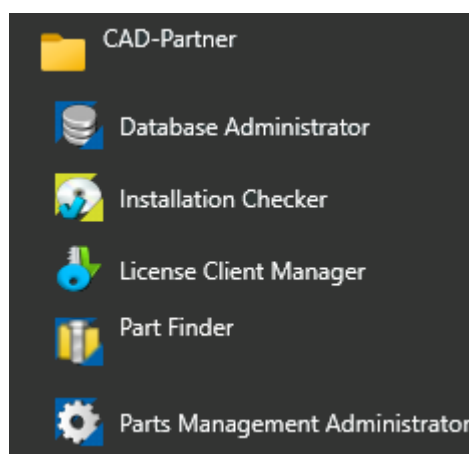 CAD-Partner
Database Administrator
Installation Checker
License Client Manager
Part Finder
Parts Management Administrator